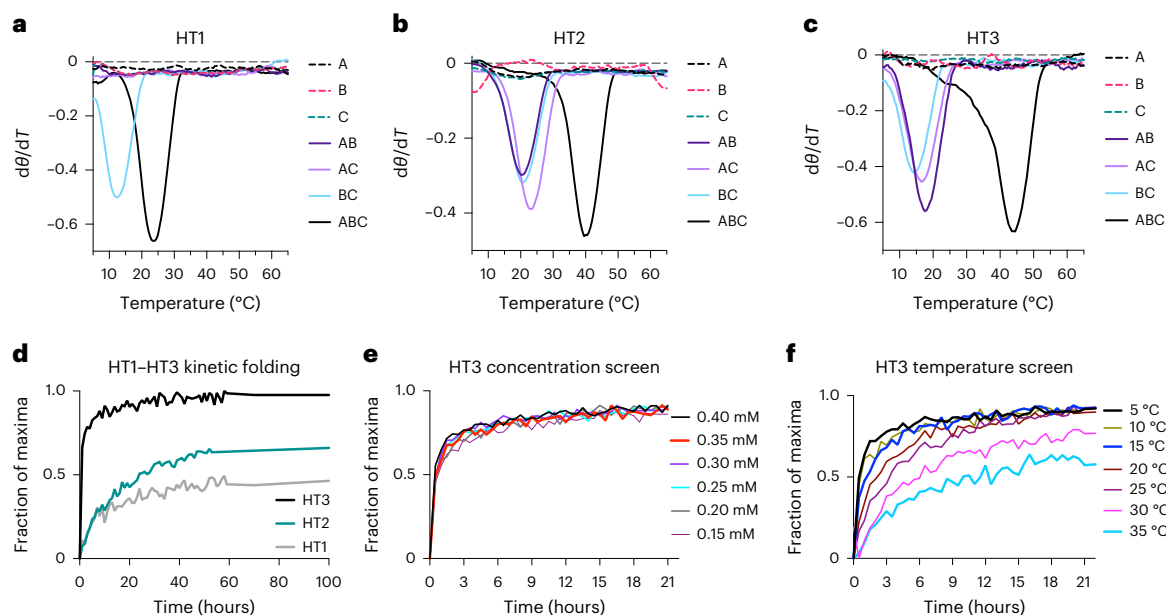 a
HT1
0
−0.2
−0.4
−0.6
10 20 30 40 50 60
Temperature (°C)
dθ/dT
A
B
C
AB
AC
BC
ABC
b
HT2
0
−0.2
−0.4
10 20 30 40 50 60
Temperature (°C)
dθ/dT
A
B
C
AB
AC
BC
ABC
c
HT3
0
−0.2
−0.4
−0.6
10 20 30 40 50 60
Temperature (°C)
dθ/dT
A
B
C
AB
AC
BC
ABC
d
HT1–HT3 kinetic folding
Fraction of maxima
1.0
0.5
0
0 20 40 60 80 100
Time (hours)
HT3
HT2
HT1
e
HT3 concentration screen
Fraction of maxima
1.0
0.5
0
0 3 6 9 12 15 18 21
Time (hours)
0.40 mM
0.35 mM
0.30 mM
0.25 mM
0.20 mM
0.15 mM
f
HT3 temperature screen
Fraction of maxima
1.0
0.5
0
0 3 6 9 12 15 18 21
Time (hours)
5 °C
10 °C
15 °C
20 °C
25 °C
30 °C
35 °C